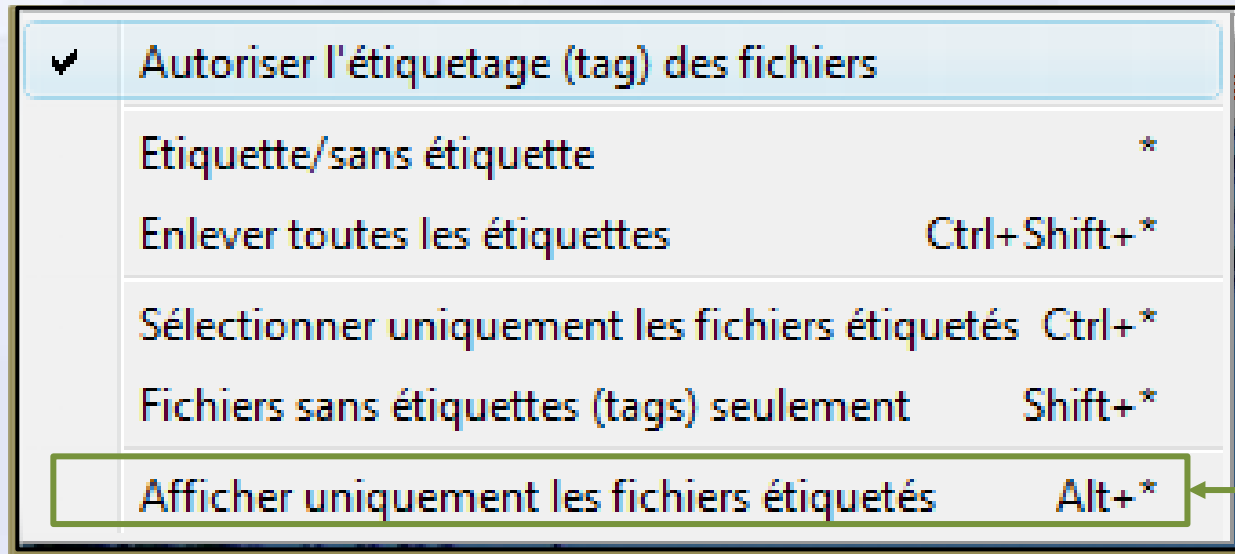 ✓ Autoriser l'étiquetage (tag) des fichiers
Etiquette/sans étiquette *
Enlever toutes les étiquettes Ctrl+Shift+*
Sélectionner uniquement les fichiers étiquetés Ctrl+*
Fichiers sans étiquettes (tags) seulement Shift+*
Afficher uniquement les fichiers étiquetés Alt+*